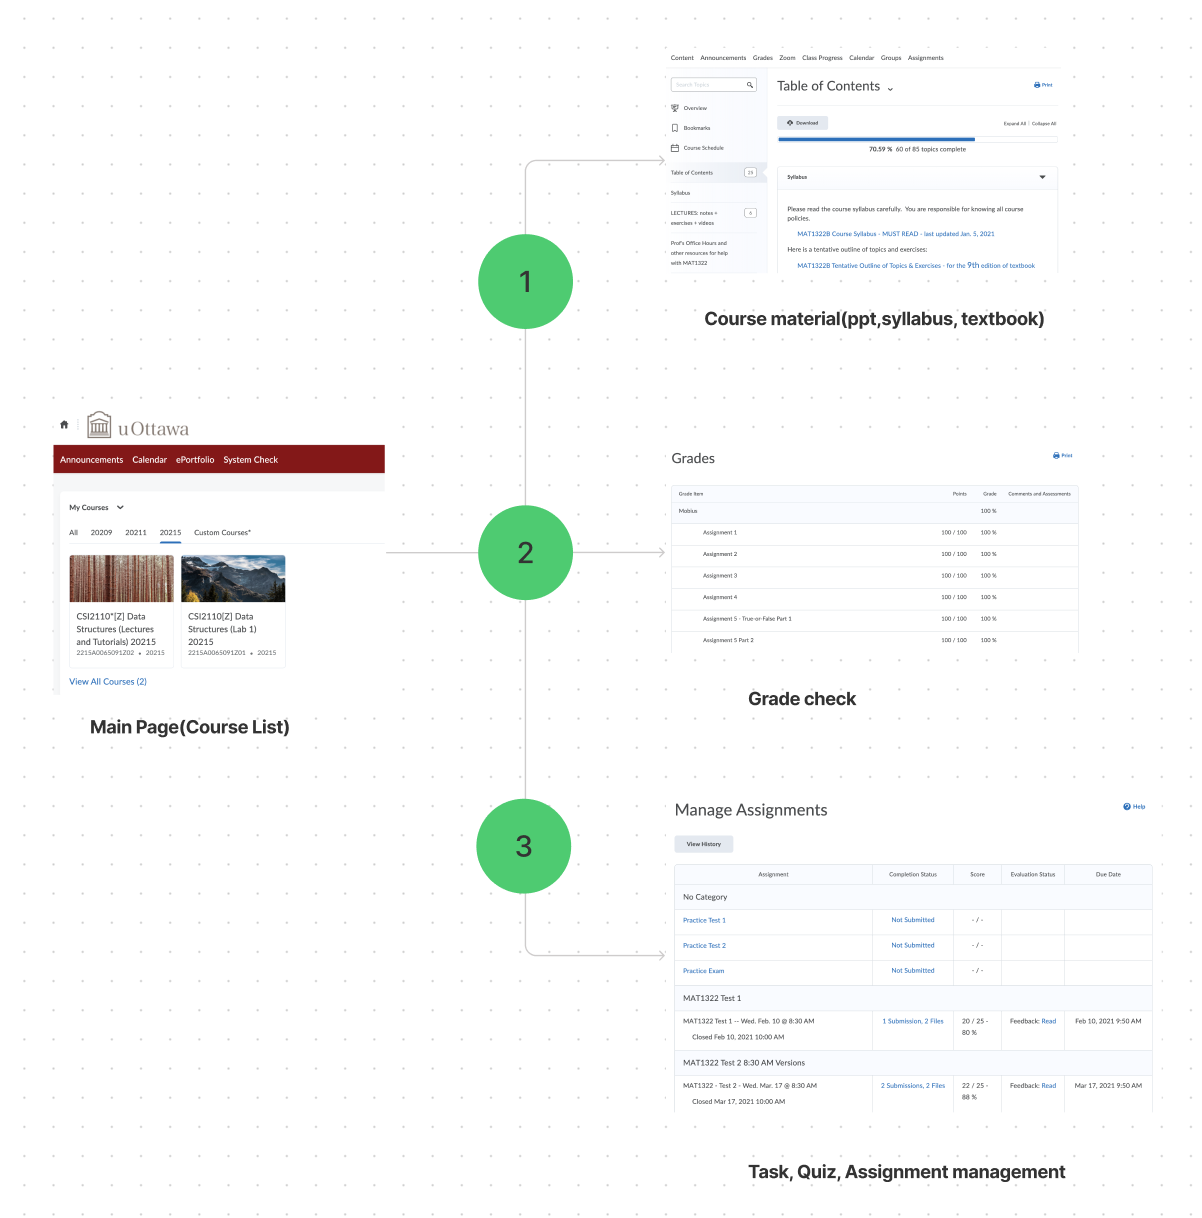 Content Announcements Grades Zoom Class Progress Calendar Groups Assignments
Search Topics
Table of Contents
Print
Overview
Bookmarks
Course Schedule
Download
Expand All | Collapse All
70.59 % 60 of 85 topics complete
Table of Contents 25
Syllabus
LECTURES: notes + 6
exercises + videos
Prof's Office Hours and
other resources for help
with MAT1322
Syllabus
Please read the course syllabus carefully. You are responsible for knowing all course
policies.
MAT1322B Course Syllabus - MUST READ - last updated Jan. 5, 2021
Here is a tentative outline of topics and exercises:
MAT1322B Tentative Outline of Topics & Exercises - for the 9th edition of textbook
1
Course material(ppt,syllabus, textbook)
uOttawa
Announcements Calendar ePortfolio System Check
My Courses
All 20209 20211 20215 Custom Courses*
CSI2110*[Z] Data
Structures (Lectures
and Tutorials) 20215
2215A0065091Z02 • 20215
CSI2110[Z] Data
Structures (Lab 1)
20215
2215A0065091Z01 • 20215
View All Courses (2)
Main Page(Course List)
2
Grades
Print
Grade Item Points Grade Comments and Assessments
Mobius 100 %
Assignment 1 100 / 100 100 %
Assignment 2 100 / 100 100 %
Assignment 3 100 / 100 100 %
Assignment 4 100 / 100 100 %
Assignment 5 - True-or-False Part 1 100 / 100 100 %
Assignment 5 Part 2 100 / 100 100 %
Grade check
3
Manage Assignments
Help
View History
Assignment Completion Status Score Evaluation Status Due Date
No Category
Practice Test 1 Not Submitted - / -
Practice Test 2 Not Submitted - / -
Practice Exam Not Submitted - / -
MAT1322 Test 1
MAT1322 Test 1 -- Wed. Feb. 10 @ 8:30 AM 1 Submission, 2 Files 20 / 25 - Feedback: Read Feb 10, 2021 9:50 AM
80 %
Closed Feb 10, 2021 10:00 AM
MAT1322 Test 2 8:30 AM Versions
MAT1322 - Test 2 - Wed. Mar. 17 @ 8:30 AM 2 Submissions, 2 Files 22 / 25 - Feedback: Read Mar 17, 2021 9:50 AM
88 %
Closed Mar 17, 2021 10:00 AM
Task, Quiz, Assignment management